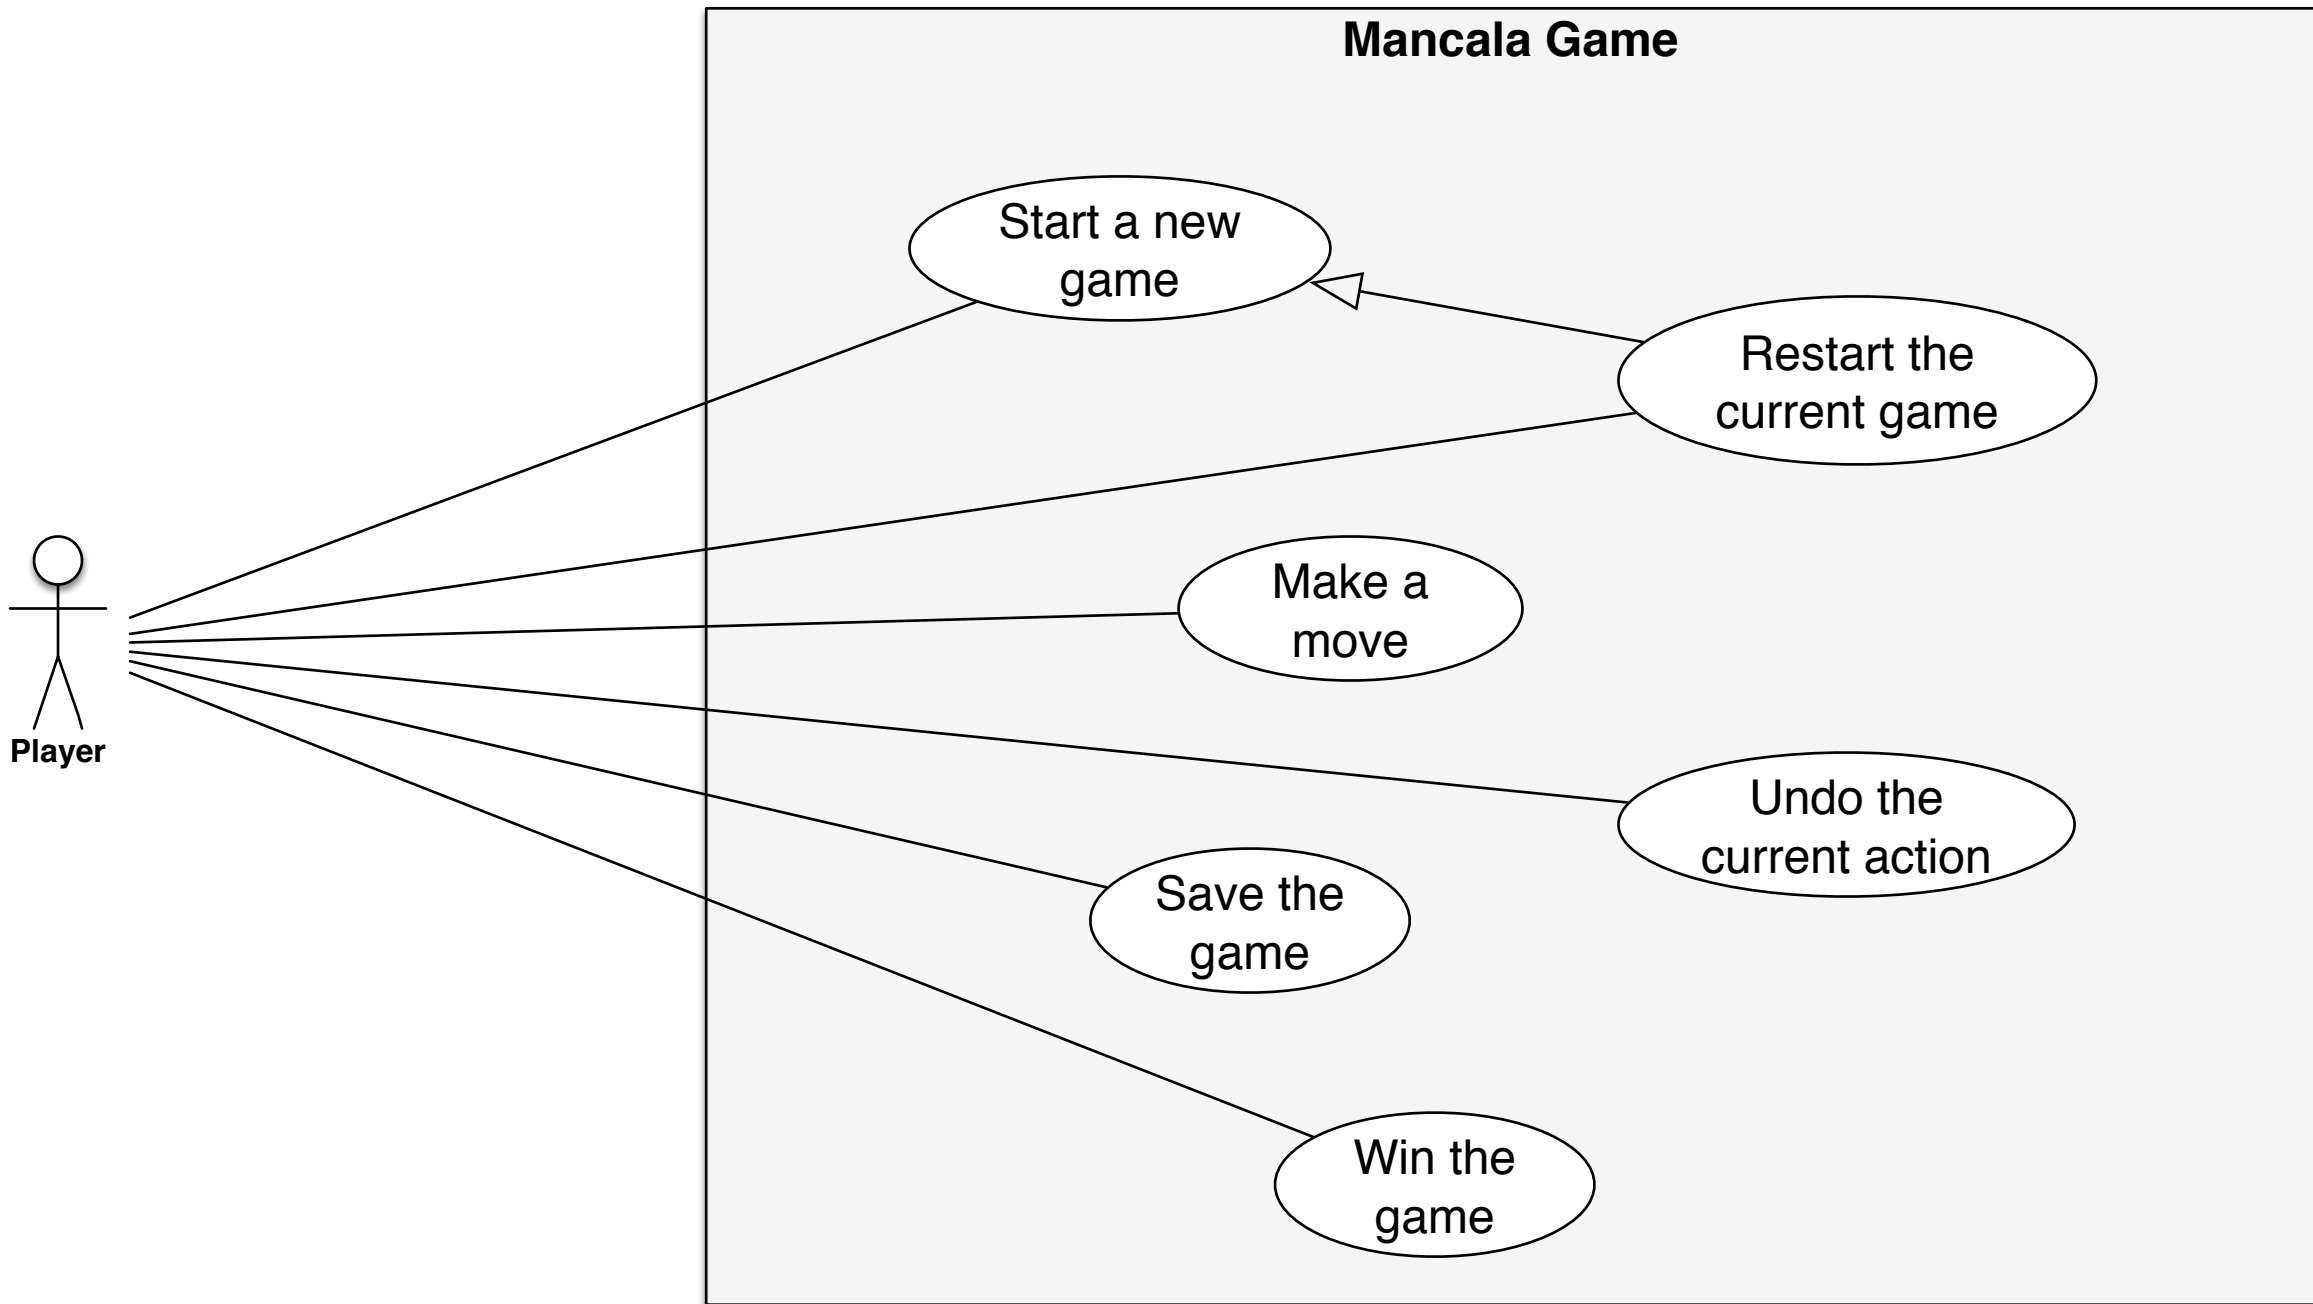 Mancala Game
Start a new
game
Restart the
current game
Make a
move
Player
Undo the
current action
Save the
game
Win the
game